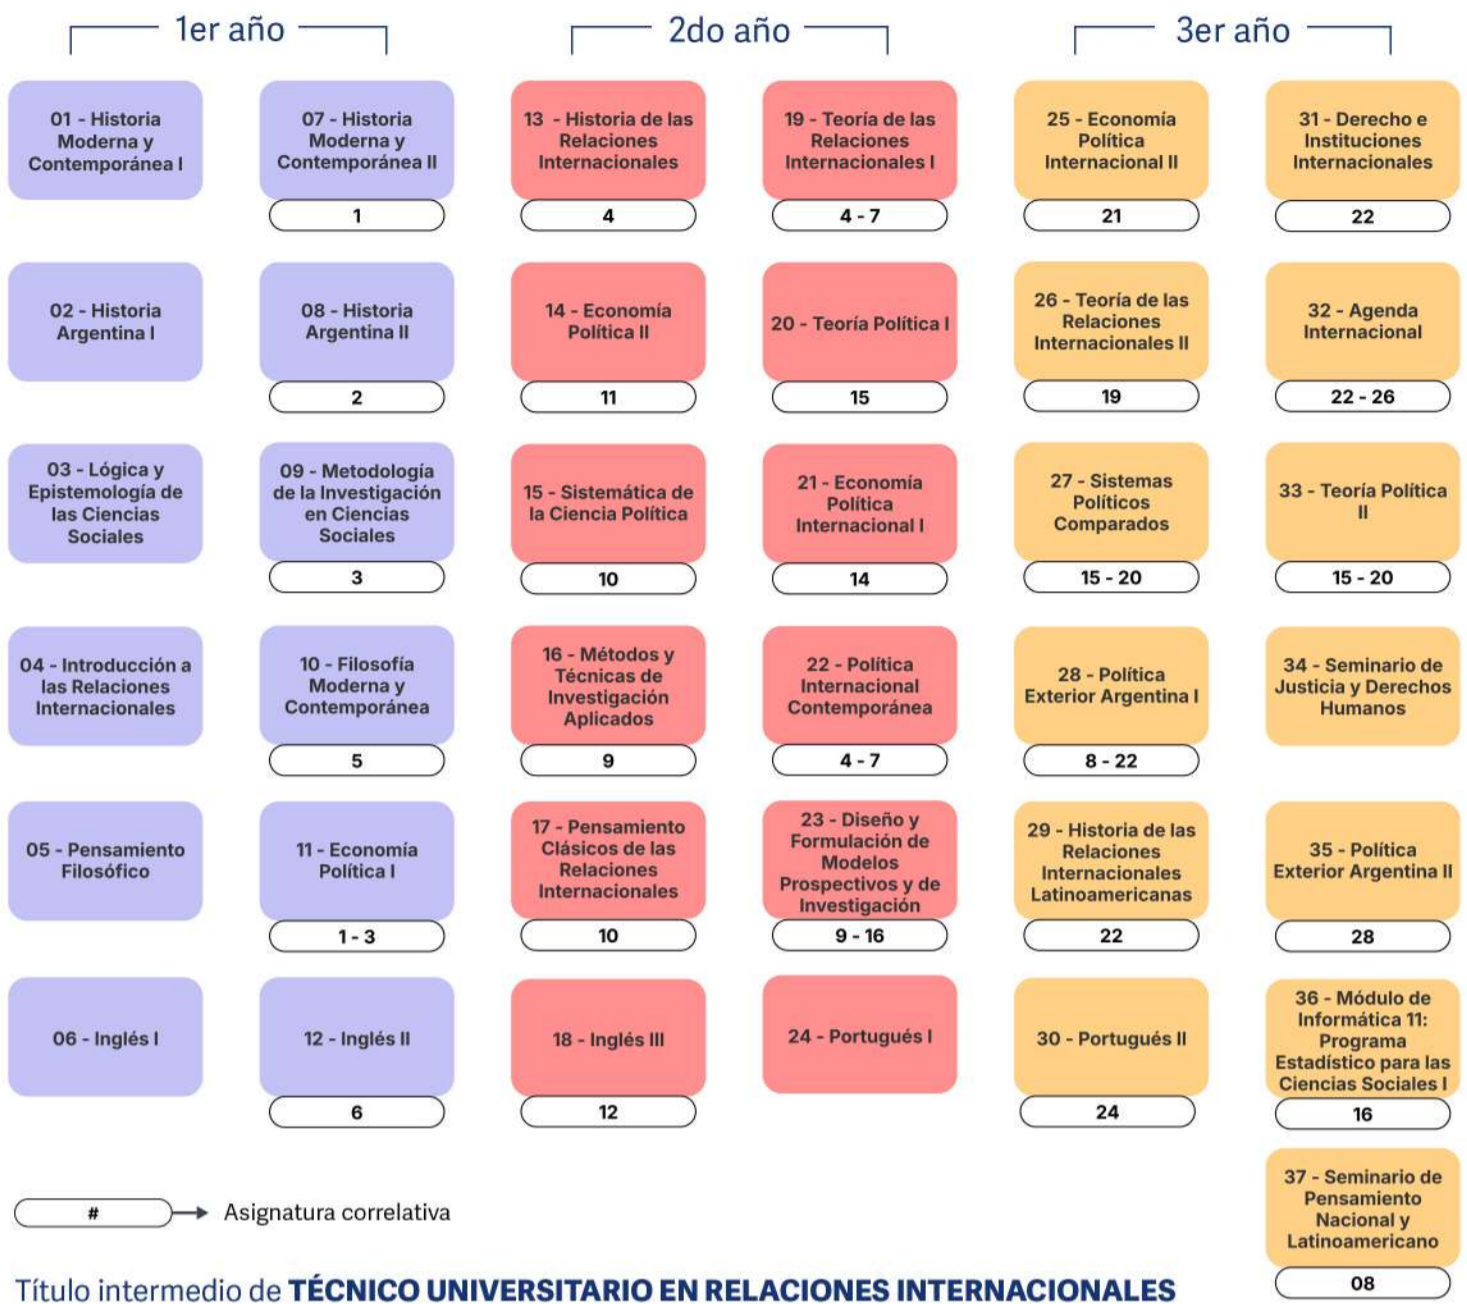 1er año
2do año
3er año
01 - Historia
Moderna y
Contemporánea I
07 - Historia
Moderna y
Contemporánea II
1
13 - Historia de las
Relaciones
Internacionales
4
19 - Teoría de las
Relaciones
Internacionales I
4 - 7
25 - Economía
Política
Internacional II
21
31 - Derecho e
Instituciones
Internacionales
22
02 - Historia
Argentina I
08 - Historia
Argentina II
2
14 - Economía
Política II
11
20 - Teoría Política I
15
26 - Teoría de las
Relaciones
Internacionales II
19
32 - Agenda
Internacional
22 - 26
03 - Lógica y
Epistemología de
las Ciencias
Sociales
09 - Metodología
de la Investigación
en Ciencias
Sociales
3
15 - Sistemática de
la Ciencia Política
10
21 - Economía
Política
Internacional I
14
27 - Sistemas
Políticos
Comparados
15 - 20
33 - Teoría Política
II
15 - 20
04 - Introducción a
las Relaciones
Internacionales
10 - Filosofía
Moderna y
Contemporánea
5
16 - Métodos y
Técnicas de
Investigación
Aplicados
9
22 - Política
Internacional
Contemporánea
4 - 7
28 - Política
Exterior Argentina I
8 - 22
34 - Seminario de
Justicia y Derechos
Humanos
05 - Pensamiento
Filosófico
11 - Economía
Política I
1 - 3
17 - Pensamiento
Clásicos de las
Relaciones
Internacionales
10
23 - Diseño y
Formulación de
Modelos
Prospectivos y de
Investigación
9 - 16
29 - Historia de las
Relaciones
Internacionales
Latinoamericanas
22
35 - Política
Exterior Argentina II
28
06 - Inglés I
12 - Inglés II
6
18 - Inglés III
12
24 - Portugués I
30 - Portugués II
24
36 - Módulo de
Informática 11:
Programa
Estadístico para las
Ciencias Sociales I
16
37 - Seminario de
Pensamiento
Nacional y
Latinoamericano
08
# Asignatura correlativa
Título intermedio de TÉCNICO UNIVERSITARIO EN RELACIONES INTERNACIONALES